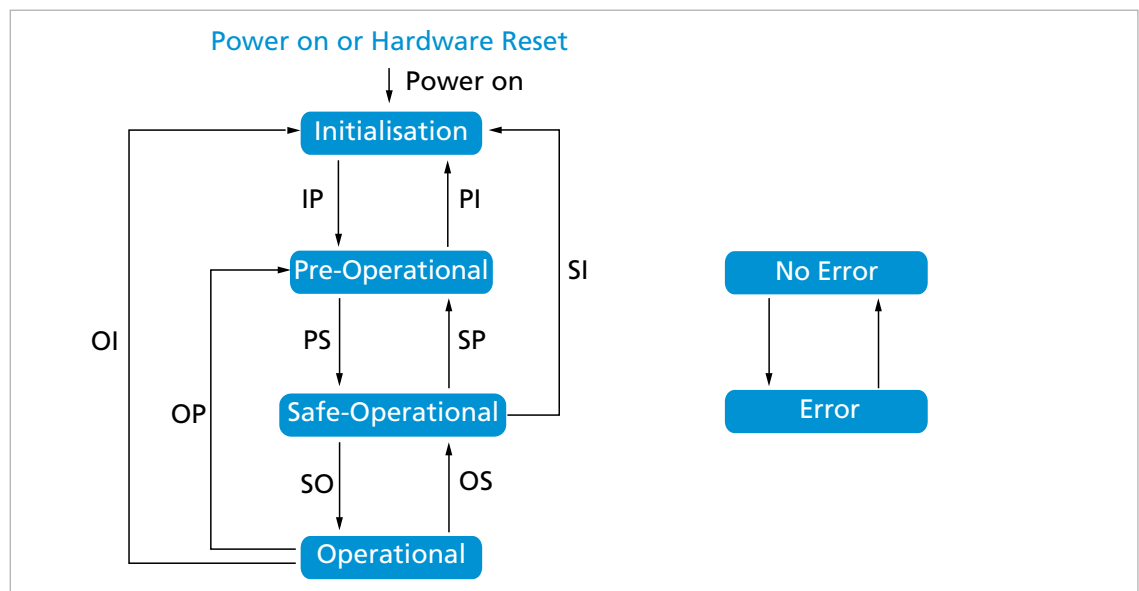 Power on or Hardware Reset
Power on
Initialisation
IP
PI
Pre-Operational
SI
No Error
OI
PS
SP
OP
Safe-Operational
Error
SO
OS
Operational